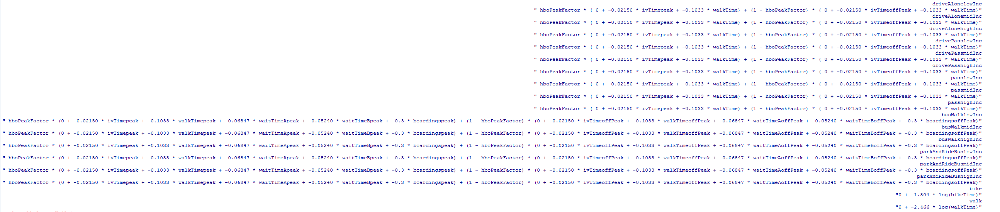 driveAlonelowInc
" hboPeakFactor * ( 0 + -0.02150 * ivTimepeak + -0.1033 * walkTime) + (1 - hboPeakFactor) * ( 0 + -0.02150 * ivTimeoffPeak + -0.1033 * walkTime)"
driveAlonemidInc
" hboPeakFactor * ( 0 + -0.02150 * ivTimepeak + -0.1033 * walkTime) + (1 - hboPeakFactor) * ( 0 + -0.02150 * ivTimeoffPeak + -0.1033 * walkTime)"
driveAlonehighInc
" hboPeakFactor * ( 0 + -0.02150 * ivTimepeak + -0.1033 * walkTime) + (1 - hboPeakFactor) * ( 0 + -0.02150 * ivTimeoffPeak + -0.1033 * walkTime)"
drivePasslowInc
" hboPeakFactor * ( 0 + -0.02150 * ivTimepeak + -0.1033 * walkTime) + (1 - hboPeakFactor) * ( 0 + -0.02150 * ivTimeoffPeak + -0.1033 * walkTime)"
drivePassmidInc
" hboPeakFactor * ( 0 + -0.02150 * ivTimepeak + -0.1033 * walkTime) + (1 - hboPeakFactor) * ( 0 + -0.02150 * ivTimeoffPeak + -0.1033 * walkTime)"
drivePasshighInc
" hboPeakFactor * ( 0 + -0.02150 * ivTimepeak + -0.1033 * walkTime) + (1 - hboPeakFactor) * ( 0 + -0.02150 * ivTimeoffPeak + -0.1033 * walkTime)"
passlowInc
" hboPeakFactor * ( 0 + -0.02150 * ivTimepeak + -0.1033 * walkTime) + (1 - hboPeakFactor) * ( 0 + -0.02150 * ivTimeoffPeak + -0.1033 * walkTime)"
passmidInc
" hboPeakFactor * ( 0 + -0.02150 * ivTimepeak + -0.1033 * walkTime) + (1 - hboPeakFactor) * ( 0 + -0.02150 * ivTimeoffPeak + -0.1033 * walkTime)"
passhighInc
" hboPeakFactor * ( 0 + -0.02150 * ivTimepeak + -0.1033 * walkTime) + (1 - hboPeakFactor) * ( 0 + -0.02150 * ivTimeoffPeak + -0.1033 * walkTime)"
busWalklowInc
" hboPeakFactor * (0 + -0.02150 * ivTimepeak + -0.1033 * walkTimepeak + -0.06847 * waitTimeApeak + -0.05240 * waitTimeBpeak + -0.3 * boardingspeak) + (1 - hboPeakFactor) * (0 + -0.02150 * ivTimeoffPeak + -0.1033 * walkTimeoffPeak + -0.06847 * waitTimeAoffPeak + -0.05240 * waitTimeBoffPeak + -0.3 * boardingsoffPeak)"
busWalkmidInc
" hboPeakFactor * (0 + -0.02150 * ivTimepeak + -0.1033 * walkTimepeak + -0.06847 * waitTimeApeak + -0.05240 * waitTimeBpeak + -0.3 * boardingspeak) + (1 - hboPeakFactor) * (0 + -0.02150 * ivTimeoffPeak + -0.1033 * walkTimeoffPeak + -0.06847 * waitTimeAoffPeak + -0.05240 * waitTimeBoffPeak + -0.3 * boardingsoffPeak)"
busWalkhighInc
" hboPeakFactor * (0 + -0.02150 * ivTimepeak + -0.1033 * walkTimepeak + -0.06847 * waitTimeApeak + -0.05240 * waitTimeBpeak + -0.3 * boardingspeak) + (1 - hboPeakFactor) * (0 + -0.02150 * ivTimeoffPeak + -0.1033 * walkTimeoffPeak + -0.06847 * waitTimeAoffPeak + -0.05240 * waitTimeBoffPeak + -0.3 * boardingsoffPeak)"
parkAndRideBuslowInc
" hboPeakFactor * (0 + -0.02150 * ivTimepeak + -0.1033 * walkTimepeak + -0.06847 * waitTimeApeak + -0.05240 * waitTimeBpeak + -0.3 * boardingspeak) + (1 - hboPeakFactor) * (0 + -0.02150 * ivTimeoffPeak + -0.1033 * walkTimeoffPeak + -0.06847 * waitTimeAoffPeak + -0.05240 * waitTimeBoffPeak + -0.3 * boardingsoffPeak)"
parkAndRideBusmidInc
" hboPeakFactor * (0 + -0.02150 * ivTimepeak + -0.1033 * walkTimepeak + -0.06847 * waitTimeApeak + -0.05240 * waitTimeBpeak + -0.3 * boardingspeak) + (1 - hboPeakFactor) * (0 + -0.02150 * ivTimeoffPeak + -0.1033 * walkTimeoffPeak + -0.06847 * waitTimeAoffPeak + -0.05240 * waitTimeBoffPeak + -0.3 * boardingsoffPeak)"
parkAndRideBushighInc
" hboPeakFactor * (0 + -0.02150 * ivTimepeak + -0.1033 * walkTimepeak + -0.06847 * waitTimeApeak + -0.05240 * waitTimeBpeak + -0.3 * boardingspeak) + (1 - hboPeakFactor) * (0 + -0.02150 * ivTimeoffPeak + -0.1033 * walkTimeoffPeak + -0.06847 * waitTimeAoffPeak + -0.05240 * waitTimeBoffPeak + -0.3 * boardingsoffPeak)"
bike
"0 + -1.804 * log(bikeTime)"
walk
"0 + -2.466 * log(walkTime)"